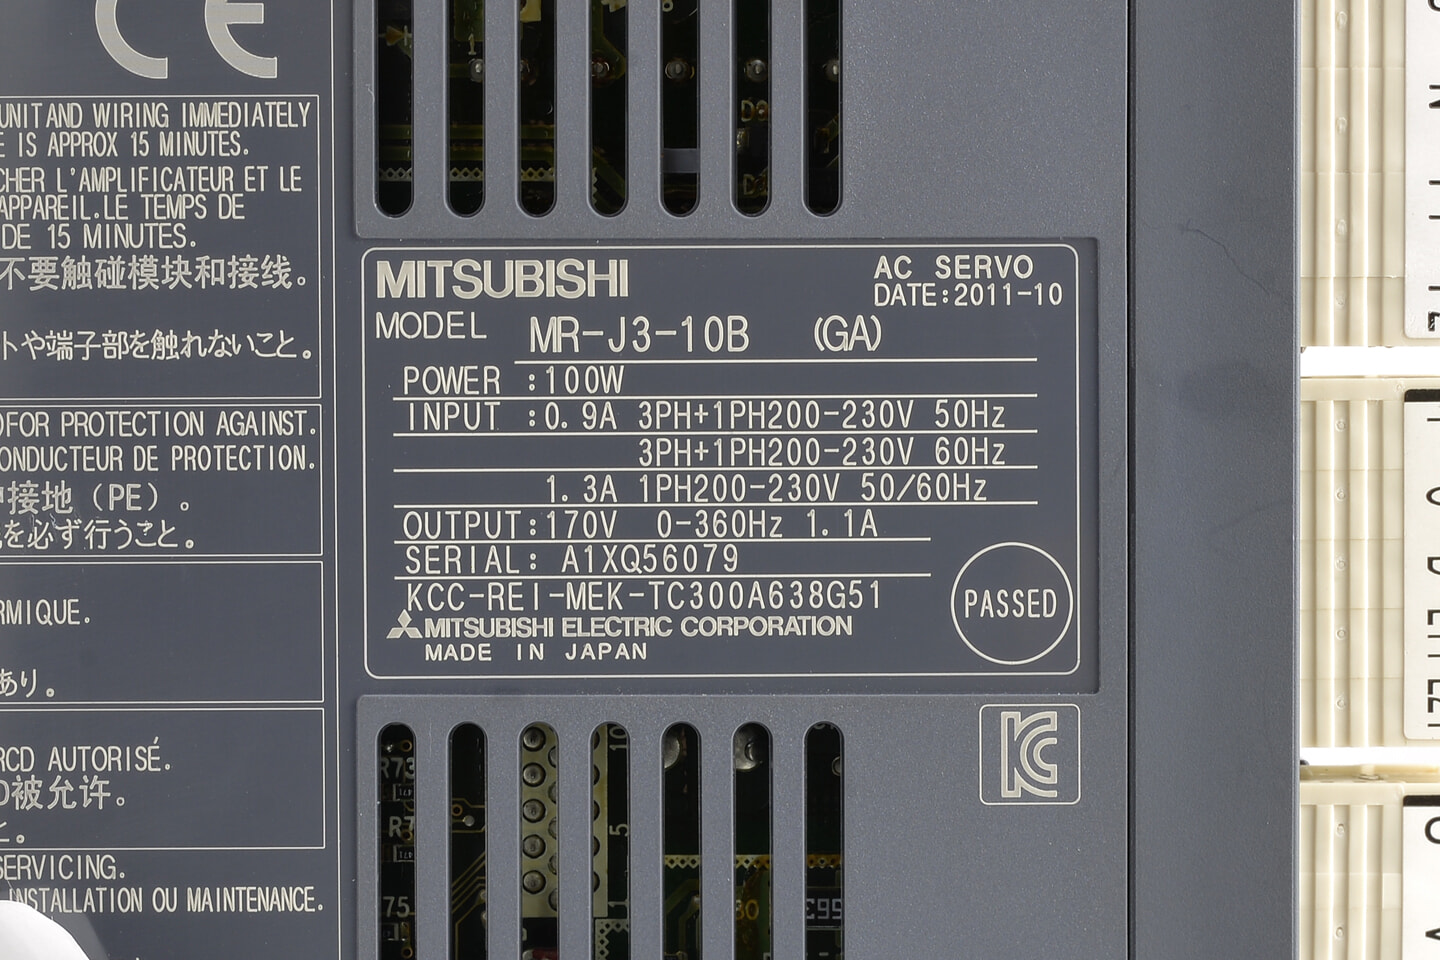 CE
UNIT AND WIRING IMMEDIATELY
IS APPROX 15 MINUTES.
L'AMPLIFICATEUR ET LE
APPAREIL.LE TEMPS DE
DE 15 MINUTES.
不要触碰模块和接线。
トや端子部を触れないこと。
FOR PROTECTION AGAINST.
CONDUCTEUR DE PROTECTION.
接地（PE）。
を必ず行うこと。
あり。
RCD AUTORISÉ.
被允许。
SERVICING.
INSTALLATION OU MAINTENANCE.
MITSUBISHI
AC SERVO
DATE:2011-10
MODEL MR-J3-10B (GA)
POWER :100W
INPUT :0.9A 3PH+1PH200-230V 50Hz
3PH+1PH200-230V 60Hz
1.3A 1PH200-230V 50/60Hz
OUTPUT:170V 0-360Hz 1.1A
SERIAL: A1XQ56079
KCC-REI-MEK-TC300A638G51
MITSUBISHI ELECTRIC CORPORATION
MADE IN JAPAN
PASSED
KC
R73